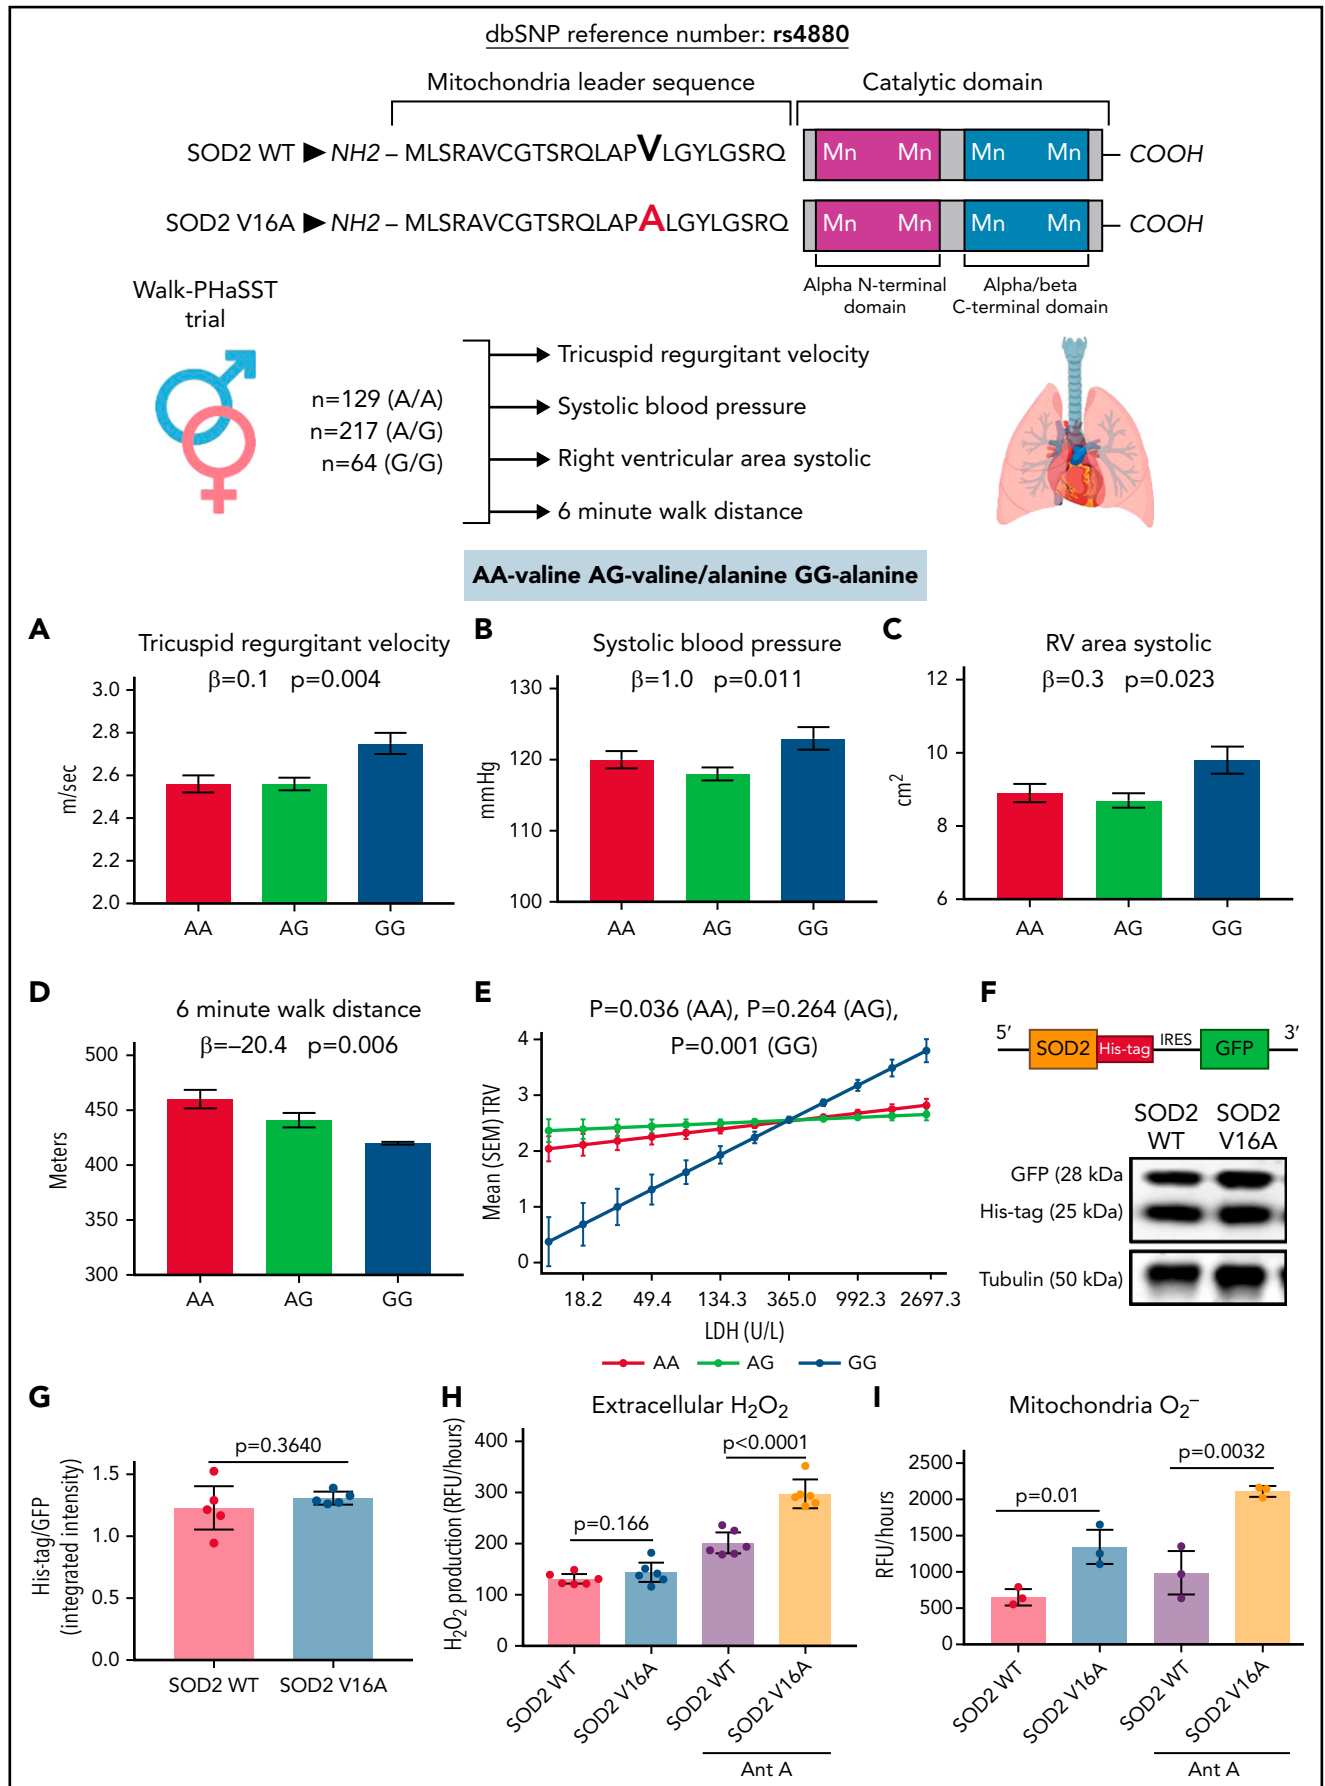 dbSNP reference number: rs4880
Mitochondria leader sequence
Catalytic domain
SOD2 WT ▶ NH2 – MLSRAVCGTSRQLAPVLGYLGSRQ
Mn Mn Mn Mn
– COOH
SOD2 V16A ▶ NH2 – MLSRAVCGTSRQLAPALGYLGSRQ
Mn Mn Mn Mn
– COOH
Alpha N-terminal
domain
Alpha/beta
C-terminal domain
Walk-PHaSST
trial
n=129 (A/A)
n=217 (A/G)
n=64 (G/G)
Tricuspid regurgitant velocity
Systolic blood pressure
Right ventricular area systolic
6 minute walk distance
AA-valine AG-valine/alanine GG-alanine
A
Tricuspid regurgitant velocity
β=0.1 p=0.004
m/sec
3.0
2.8
2.6
2.4
2.2
2.0
AA AG GG
B
Systolic blood pressure
β=1.0 p=0.011
mmHg
130
120
110
100
AA AG GG
C
RV area systolic
β=0.3 p=0.023
cm²
12
10
8
6
AA AG GG
D
6 minute walk distance
β=–20.4 p=0.006
Meters
500
450
400
350
300
AA AG GG
E
P=0.036 (AA), P=0.264 (AG),
P=0.001 (GG)
Mean (SEM) TRV
4
3
2
1
0
18.2 49.4 134.3 365.0 992.3 2697.3
LDH (U/L)
AA AG GG
F
5′ SOD2 His-tag IRES GFP 3′
SOD2
WT
SOD2
V16A
GFP (28 kDa
His-tag (25 kDa)
Tubulin (50 kDa)
G
p=0.3640
His-tag/GFP
(integrated intensity)
1.5
1.0
0.5
0.0
SOD2 WT SOD2 V16A
H
Extracellular H₂O₂
p<0.0001
p=0.166
H₂O₂ production (RFU/hours)
400
300
200
100
0
SOD2 WT SOD2 V16A SOD2 WT SOD2 V16A
Ant A
I
Mitochondria O₂⁻
p=0.0032
p=0.01
RFU/hours
2500
2000
1500
1000
500
0
SOD2 WT SOD2 V16A SOD2 WT SOD2 V16A
Ant A